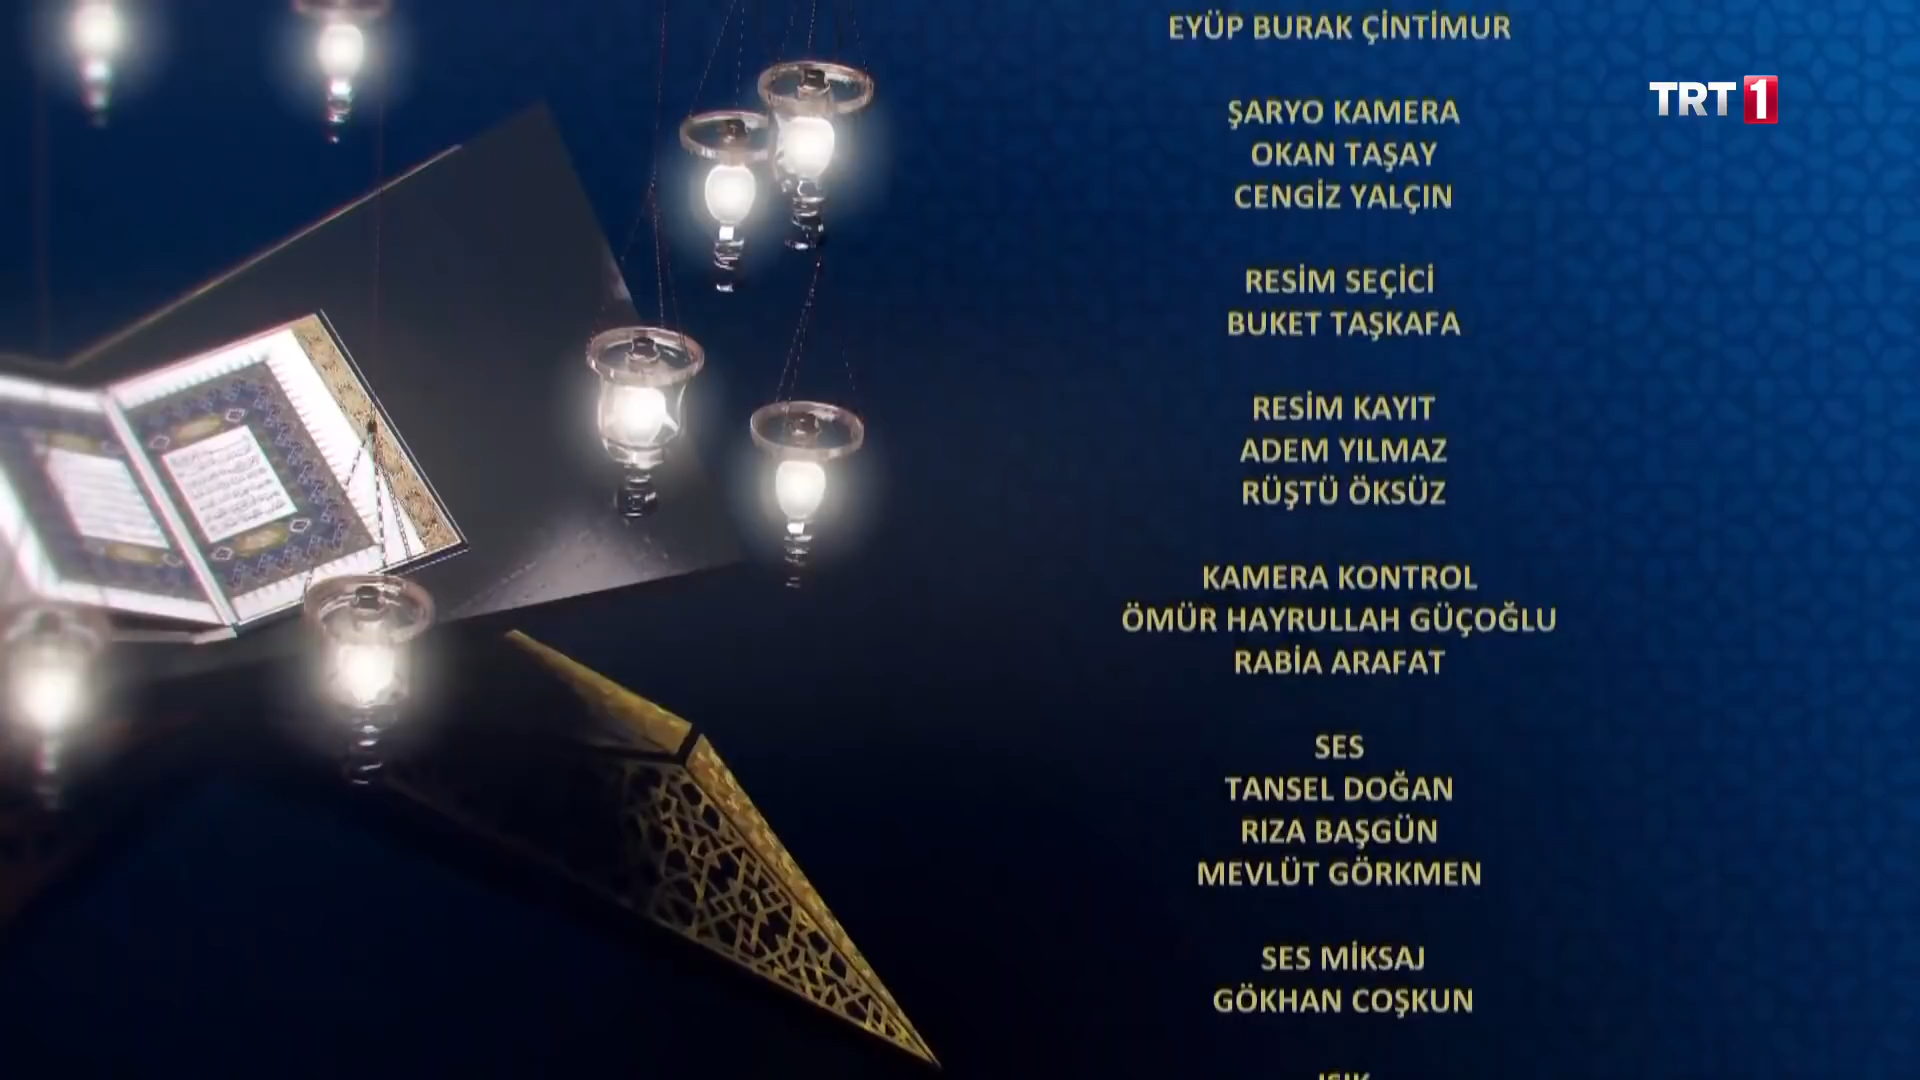 EYÜP BURAK ÇİNTİMUR
TRT 1
ŞARYO KAMERA
OKAN TAŞAY
CENGİZ YALÇIN
RESİM SEÇİCİ
BUKET TAŞKAFA
RESİM KAYIT
ADEM YILMAZ
RÜŞTÜ ÖKSÜZ
KAMERA KONTROL
ÖMÜR HAYRULLAH GÜÇOĞLU
RABİA ARAFAT
SES
TANSEL DOĞAN
RIZA BAŞGÜN
MEVLÜT GÖRKMEN
SES MİKSAJ
GÖKHAN COŞKUN